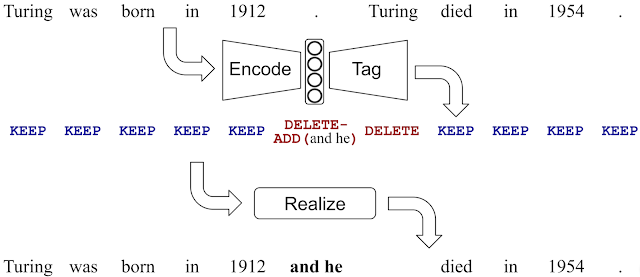 Turing was born in 1912 . Turing died in 1954 .
Encode Tag
KEEP KEEP KEEP KEEP KEEP DELETE- DELETE KEEP KEEP KEEP KEEP
ADD(and he)
Realize
Turing was born in 1912 and he died in 1954 .